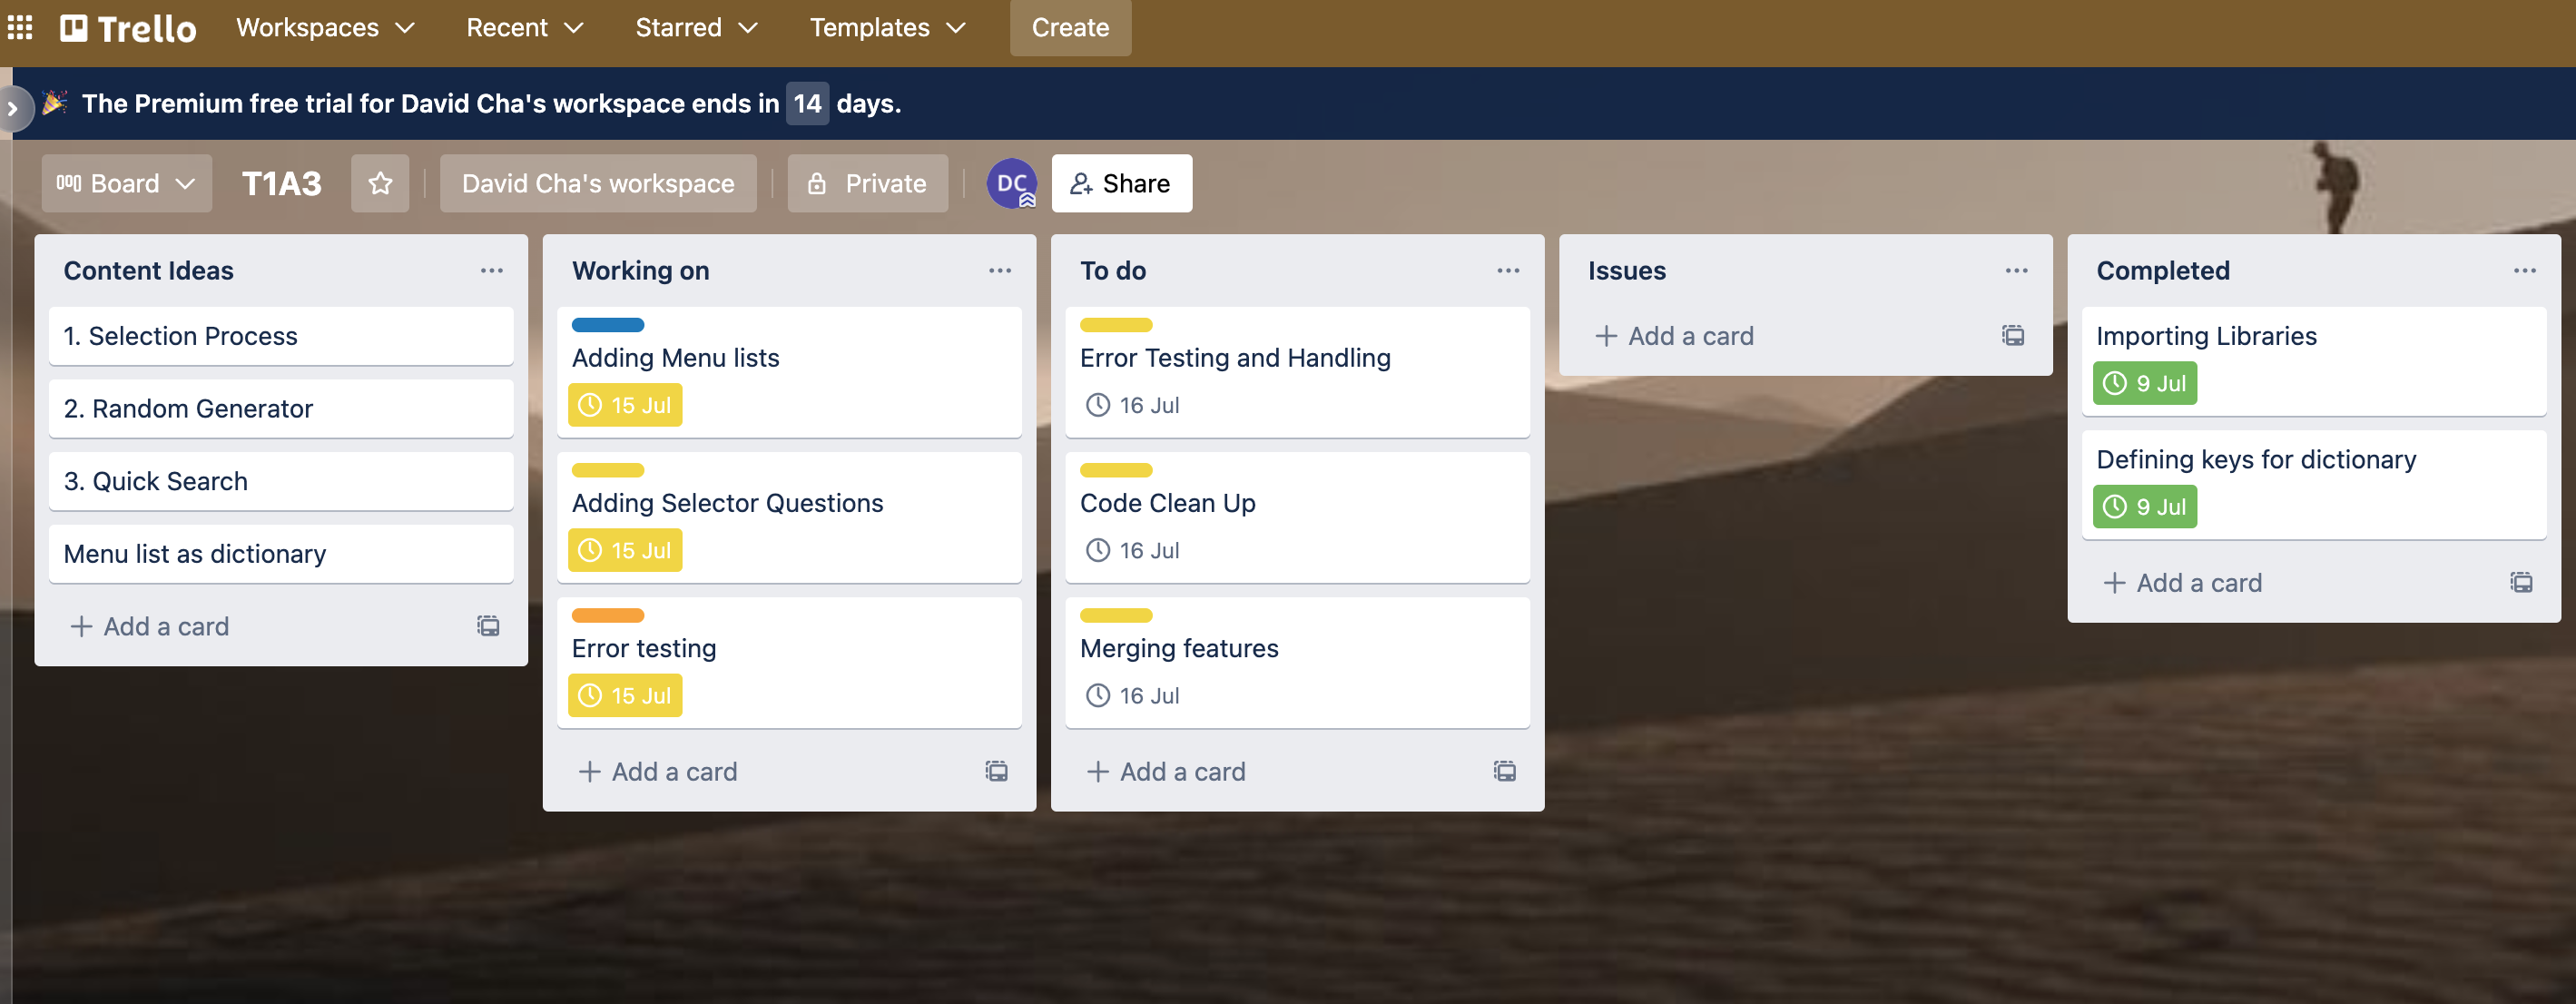 Trello Workspaces Recent Starred Templates Create
The Premium free trial for David Cha's workspace ends in 14 days.
Board T1A3 David Cha's workspace Private DC Share
Content Ideas
1. Selection Process
2. Random Generator
3. Quick Search
Menu list as dictionary
+ Add a card
Working on
Adding Menu lists
15 Jul
Adding Selector Questions
15 Jul
Error testing
15 Jul
+ Add a card
To do
Error Testing and Handling
16 Jul
Code Clean Up
16 Jul
Merging features
16 Jul
+ Add a card
Issues
+ Add a card
Completed
Importing Libraries
9 Jul
Defining keys for dictionary
9 Jul
+ Add a card